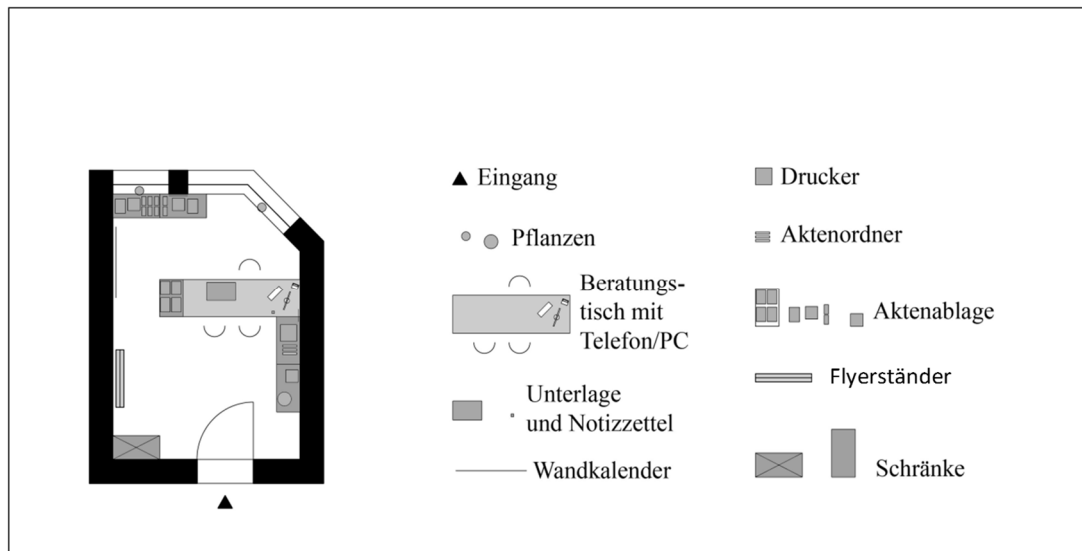 Eingang
Pflanzen
Beratungs-
tisch mit
Telefon/PC
Unterlage
und Notizzettel
Wandkalender
Drucker
Aktenordner
Aktenablage
Flyerständer
Schränke